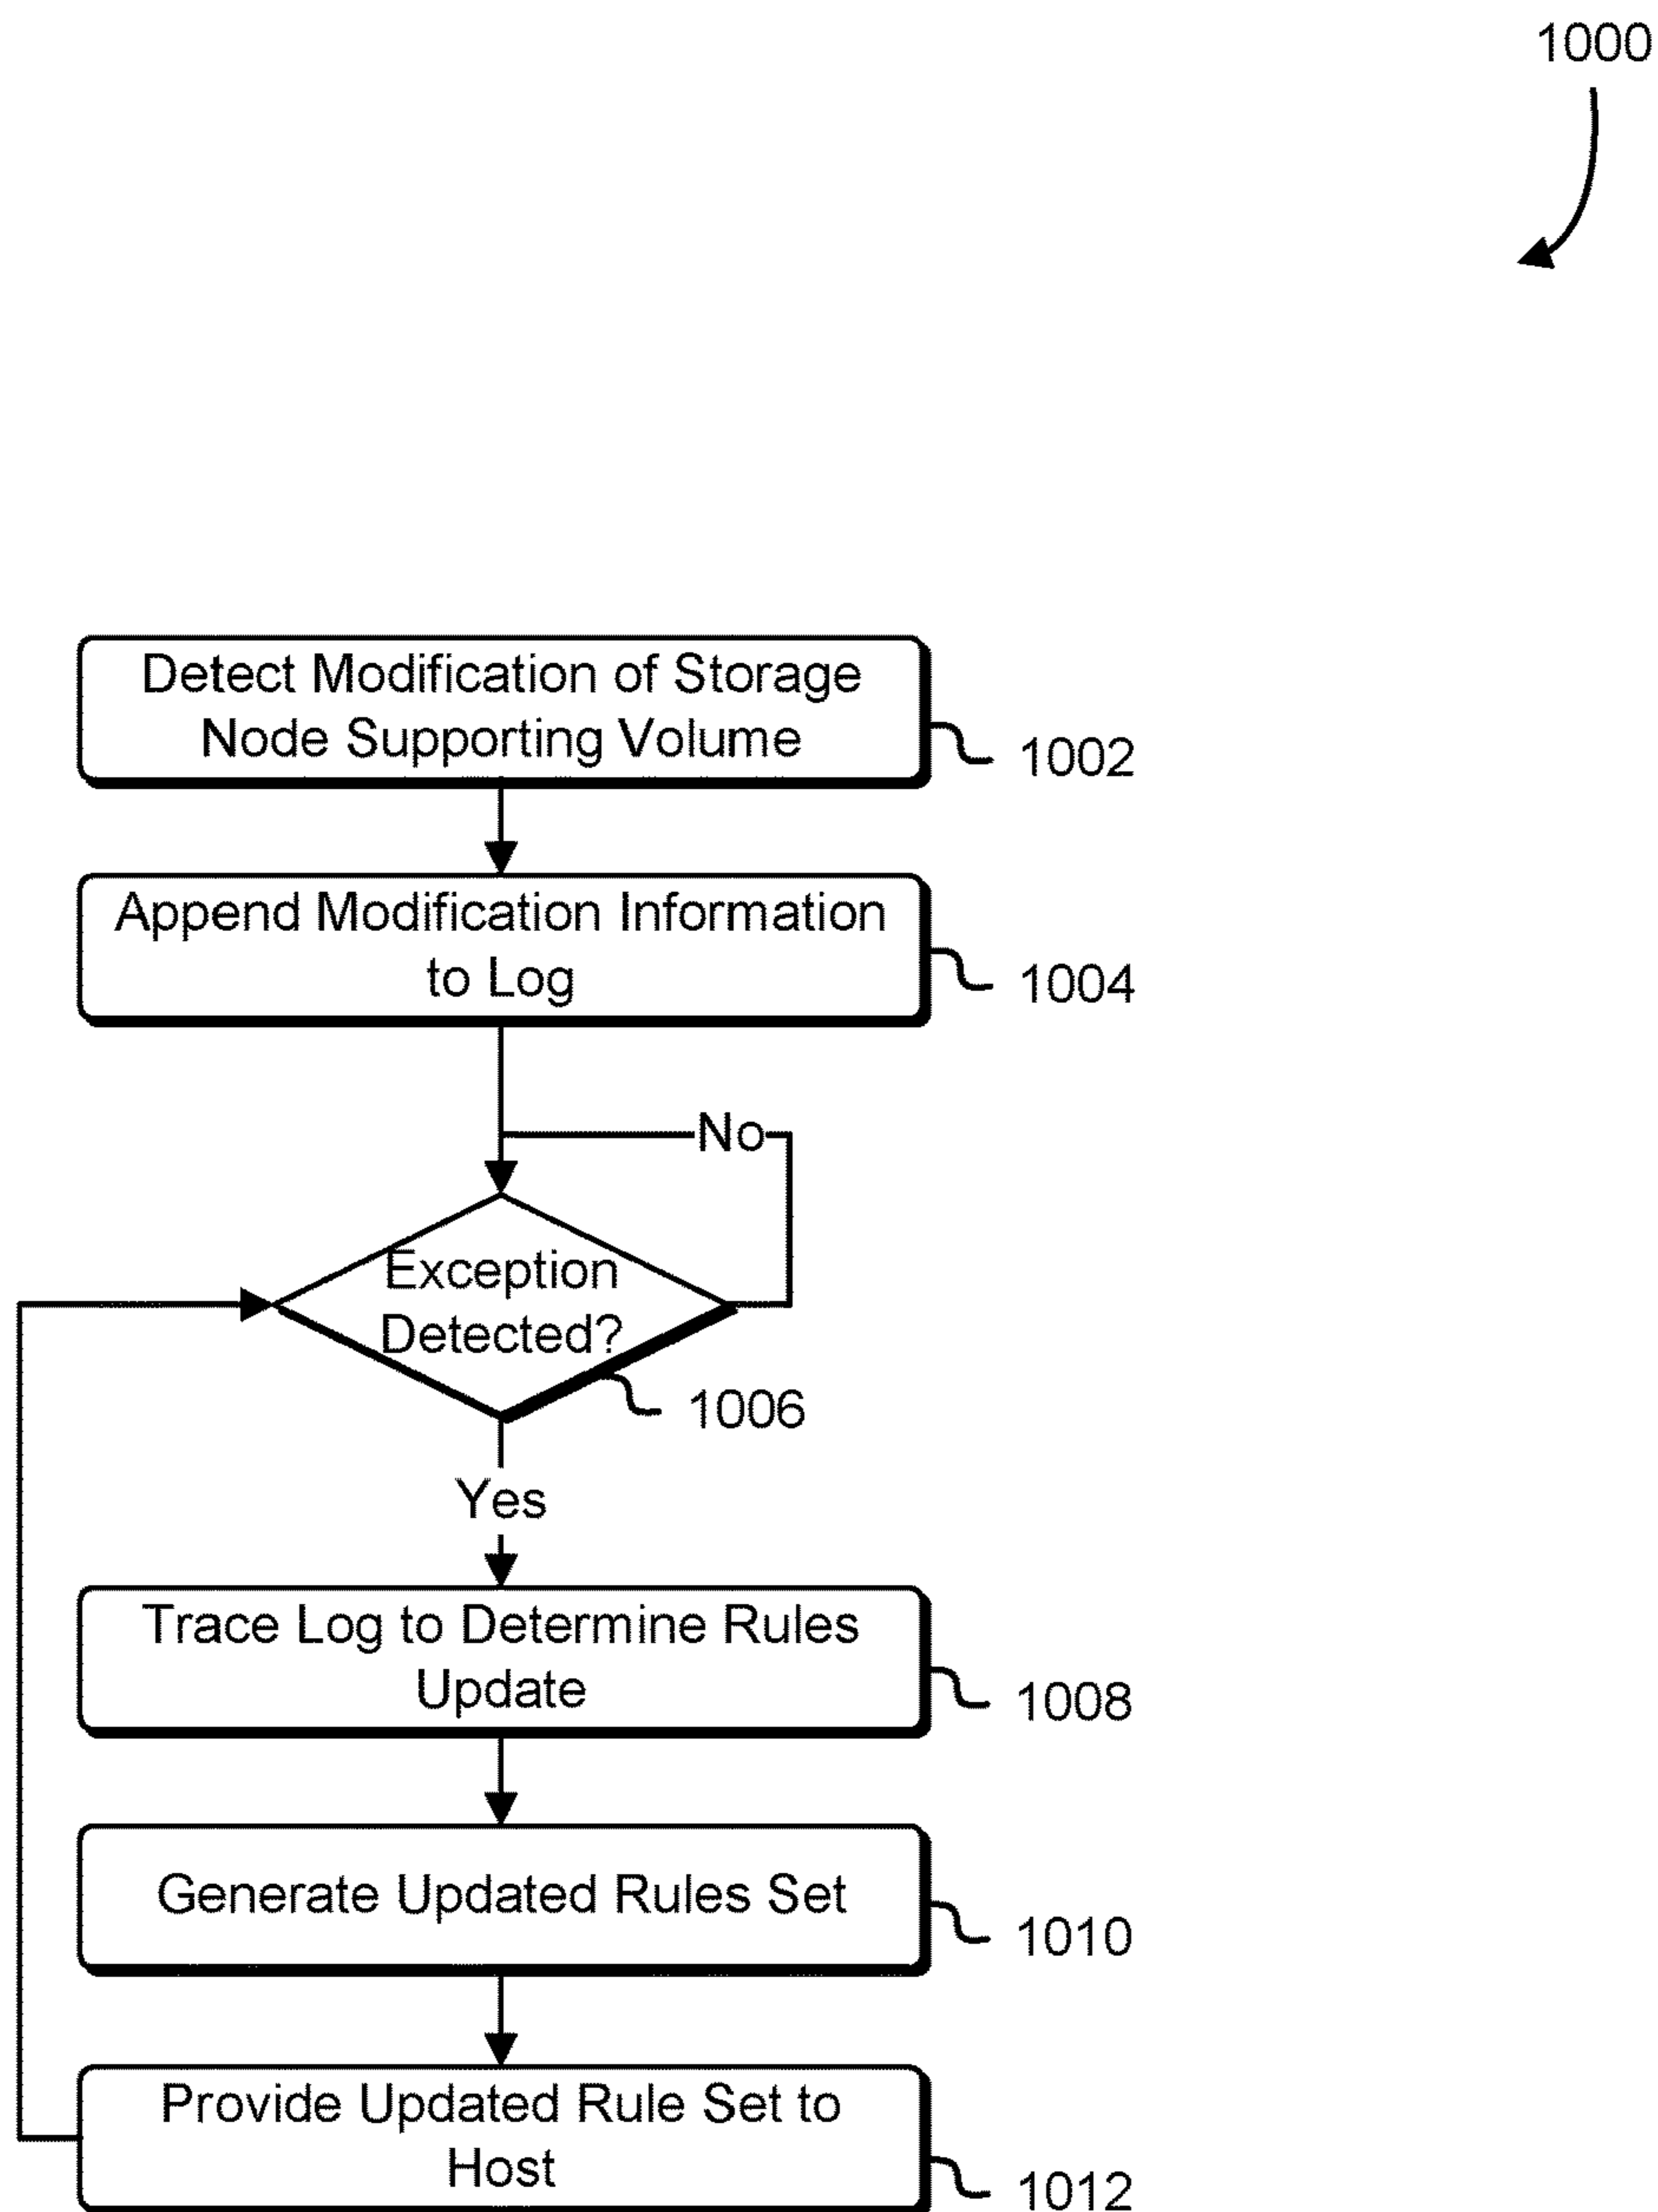 1000
Detect Modification of Storage
Node Supporting Volume
1002
Append Modification Information
to Log
1004
No
Exception
Detected?
1006
Yes
Trace Log to Determine Rules
Update
1008
Generate Updated Rules Set
1010
Provide Updated Rule Set to
Host
1012